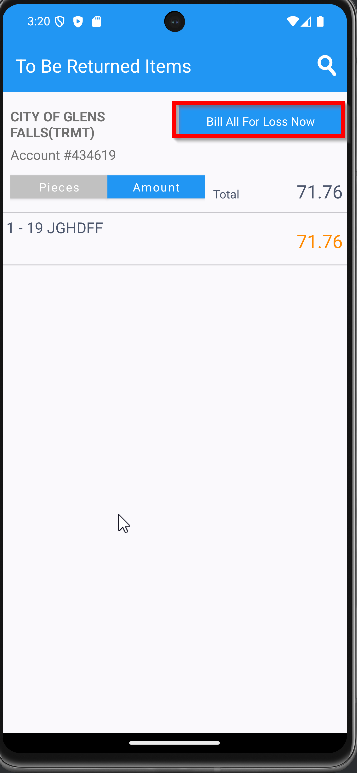 3:20
To Be Returned Items
CITY OF GLENS
FALLS(TRMT)
Bill All For Loss Now
Account #434619
Pieces Amount Total 71.76
1 - 19 JGHDFF
71.76